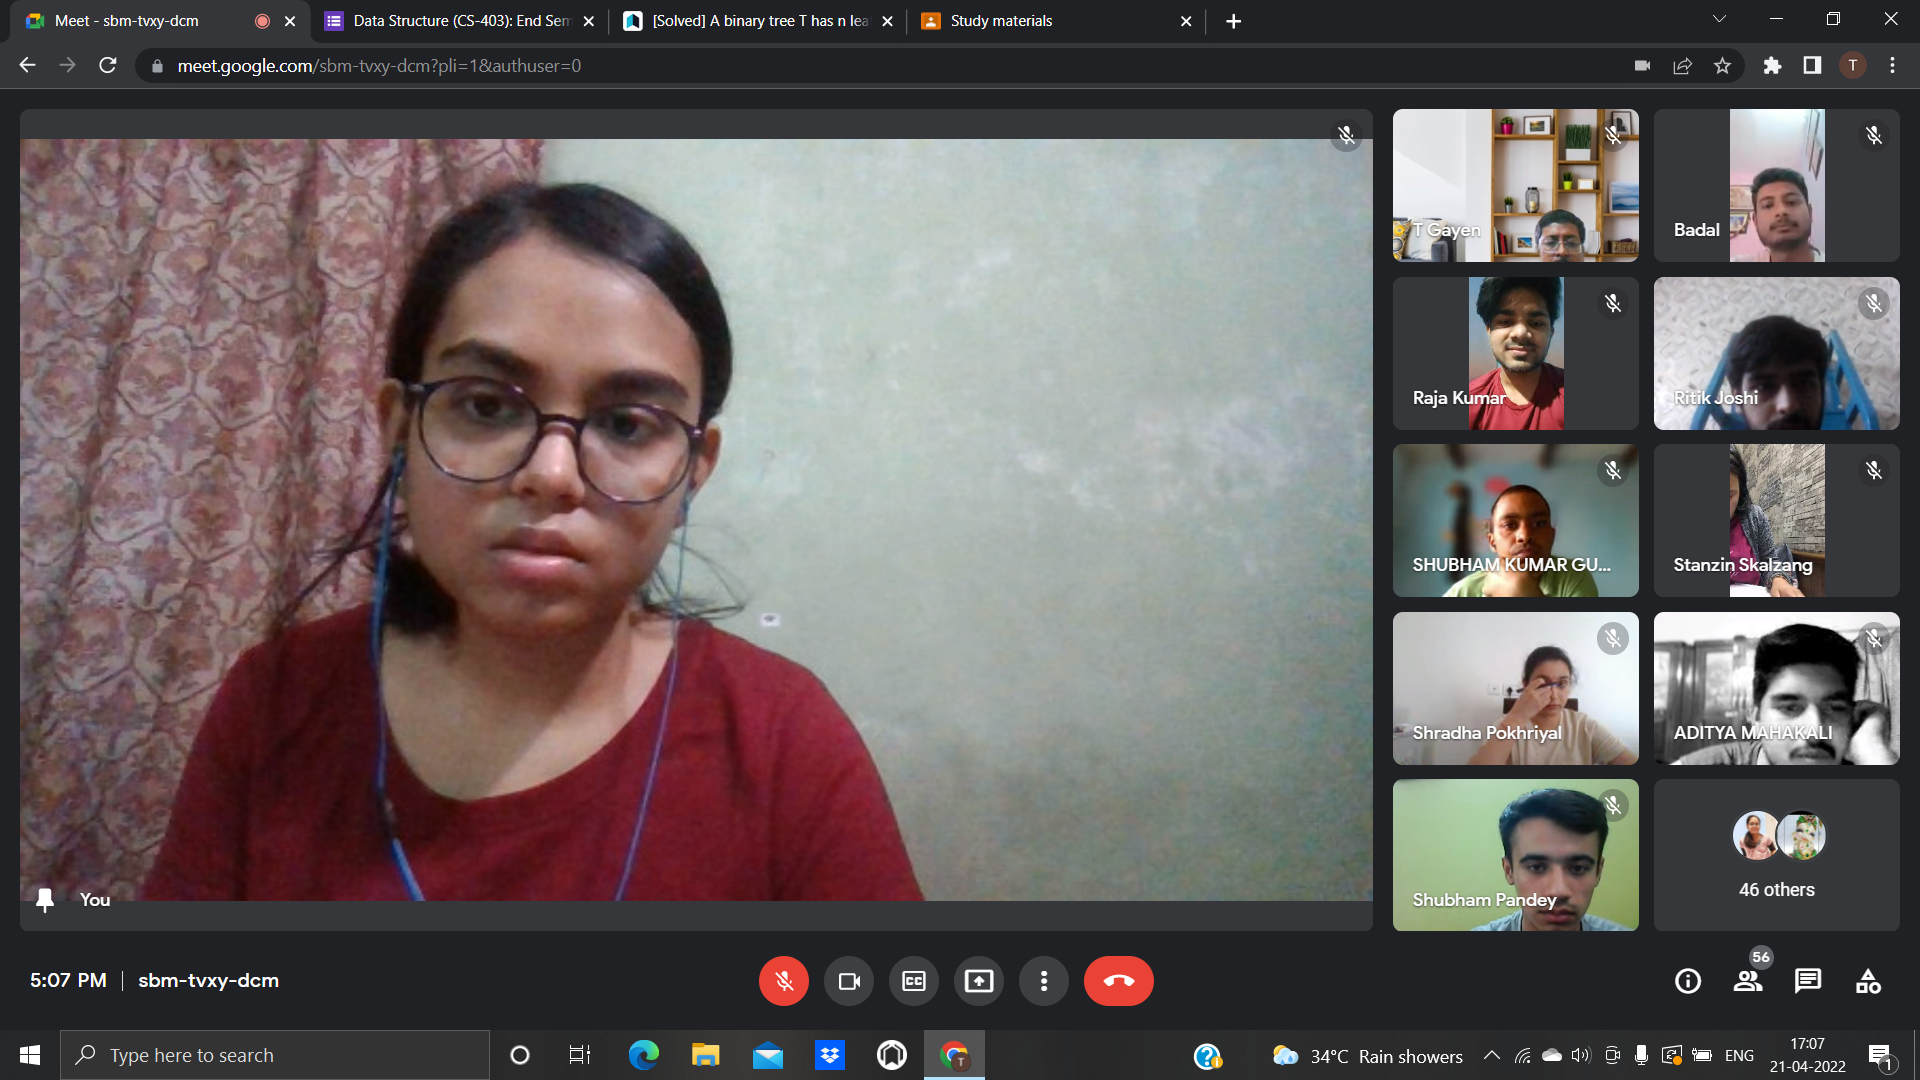 Meet - sbm-tvxy-dcm
Data Structure (CS-403): End Sem
[Solved] A binary tree T has n lea
Study materials
meet.google.com/sbm-tvxy-dcm?pli=1&authuser=0
T
T Gayen
Badal
Raja Kumar
Ritik Joshi
SHUBHAM KUMAR GU...
Stanzin Skalzang
Shradha Pokhriyal
ADITYA MAHAKALI
Shubham Pandey
46 others
You
5:07 PM
sbm-tvxy-dcm
CC
56
Type here to search
T
34°C Rain showers
ENG
17:07
21-04-2022
1